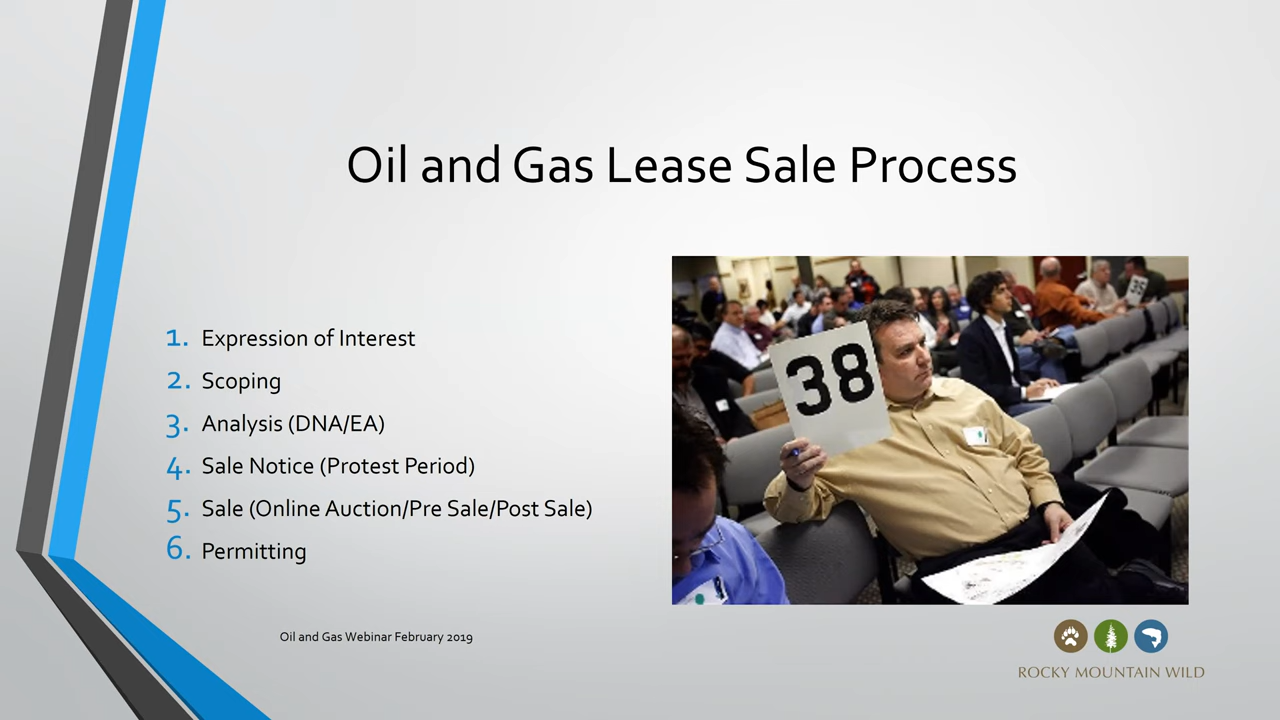 Oil and Gas Lease Sale Process
1. Expression of Interest
2. Scoping
3. Analysis (DNA/EA)
4. Sale Notice (Protest Period)
5. Sale (Online Auction/Pre Sale/Post Sale)
6. Permitting
38
35
Oil and Gas Webinar February 2019
ROCKY MOUNTAIN WILD